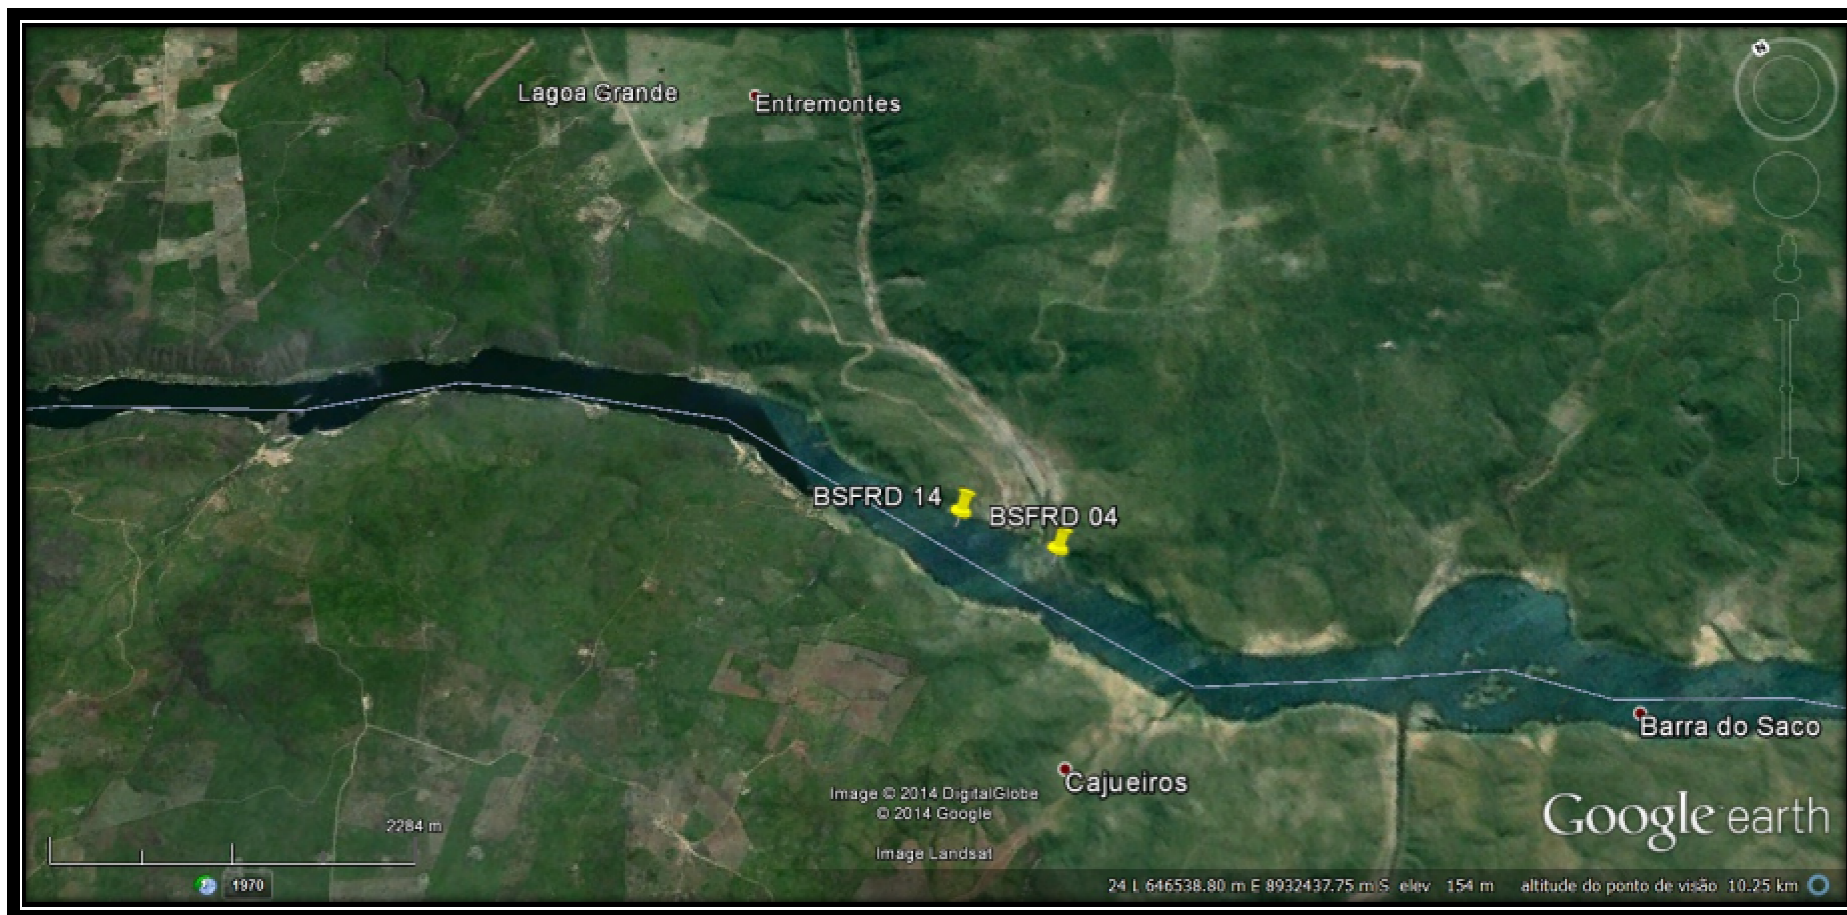 N
Lagoa Grande
Entremontes
BSFRD 14
BSFRD 04
Barra do Saco
Cajueiros
Image © 2014 DigitalGlobe
© 2014 Google
Image Landsat
Google earth
2284 m
1970
24 L 646538.80 m E 8932437.75 m S elev 154 m altitude do ponto de visão 10.25 km